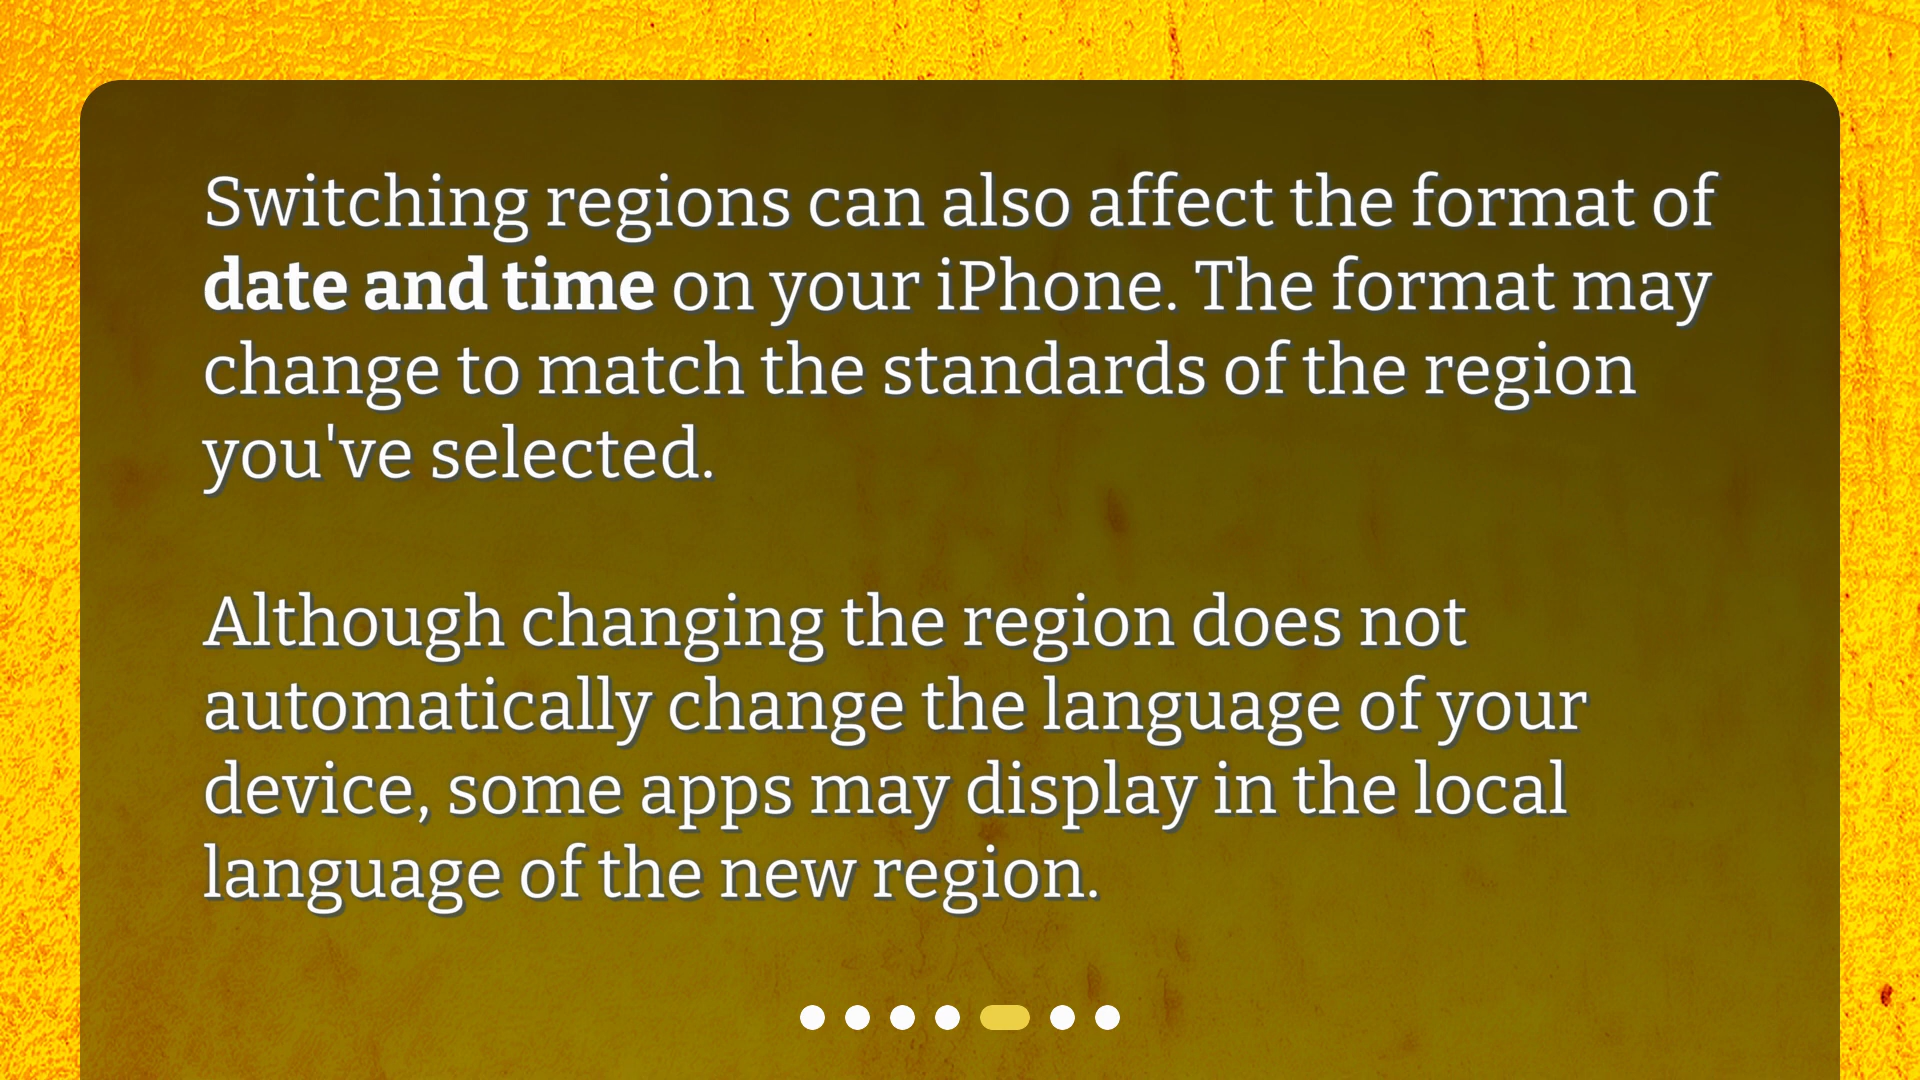 Switching regions can also affect the format of
date and time on your iPhone. The format may
change to match the standards of the region
you've selected.
Although changing the region does not
automatically change the language of your
device, some apps may display in the local
language of the new region.